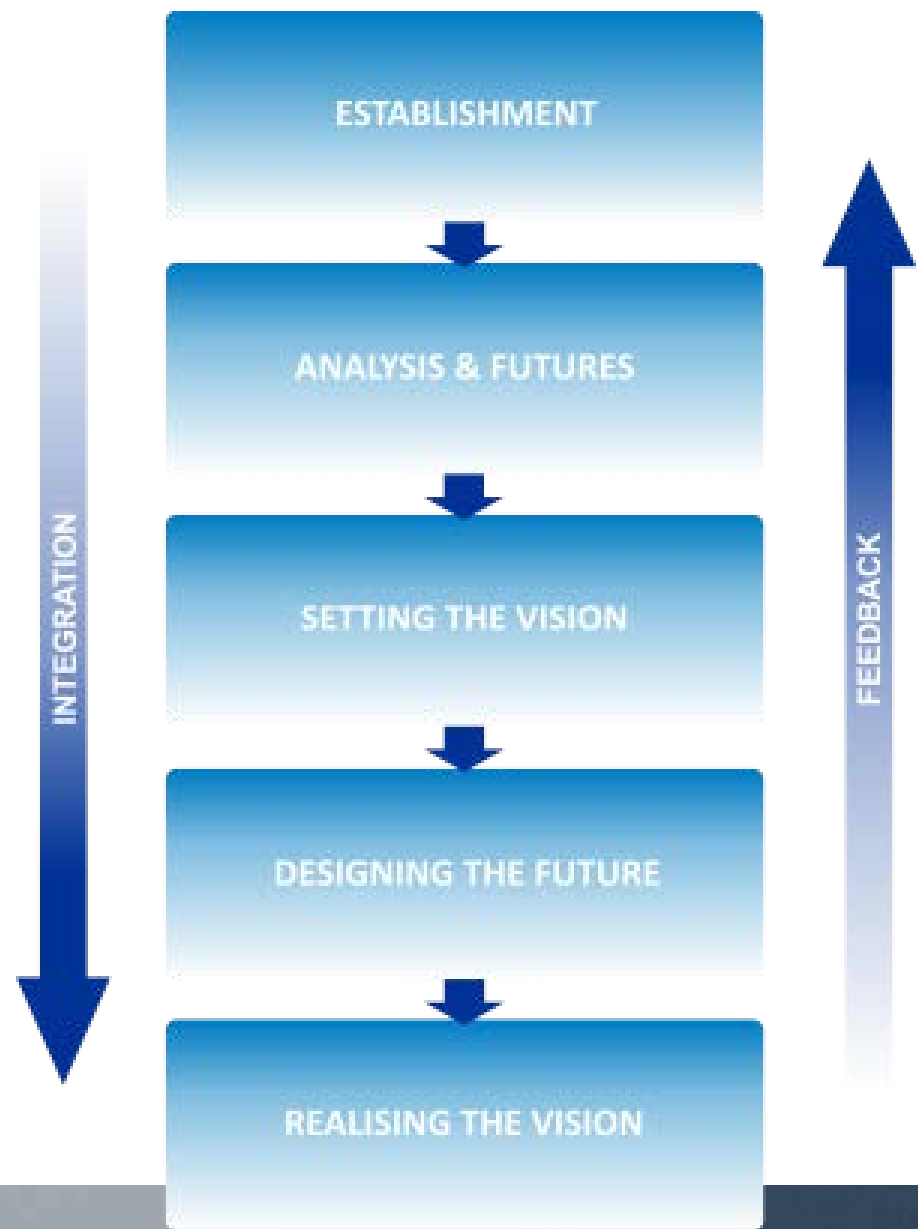 ESTABLISHMENT
ANALYSIS & FUTURES
SETTING THE VISION
DESIGNING THE FUTURE
REALISING THE VISION
INTEGRATION
FEEDBACK